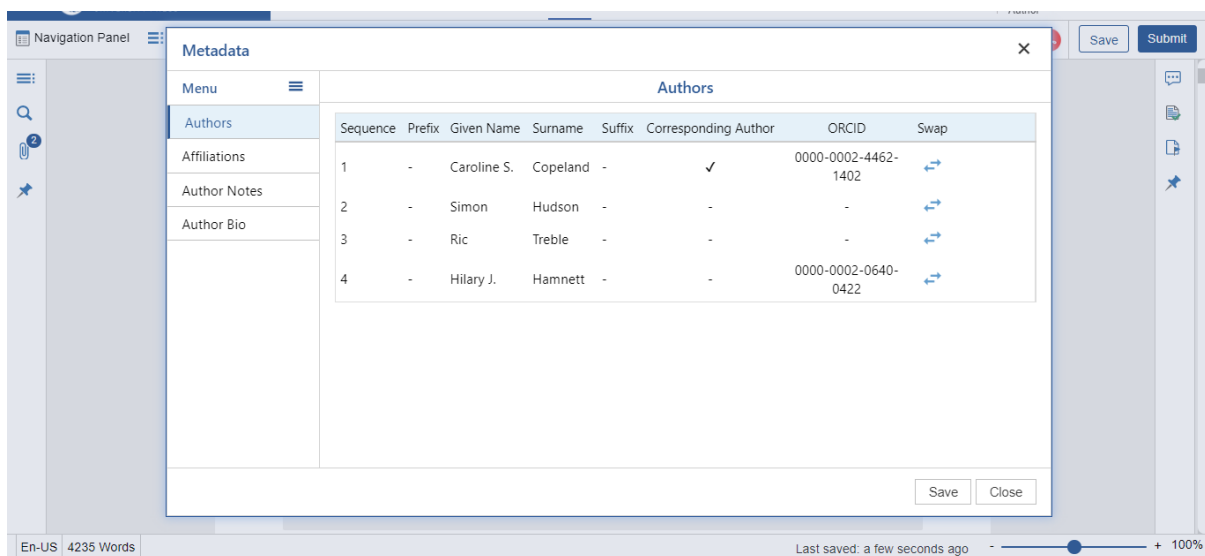 Author
Navigation Panel
Save
Submit
Metadata
Menu
Authors
Authors
Affiliations
Author Notes
Author Bio
Sequence Prefix Given Name Surname Suffix Corresponding Author ORCID Swap
1 - Caroline S. Copeland - ✓ 0000-0002-4462-
1402
2 - Simon Hudson - - -
3 - Ric Treble - - -
4 - Hilary J. Hamnett - - 0000-0002-0640-
0422
2
Save
Close
En-US 4235 Words
Last saved: a few seconds ago - + 100%